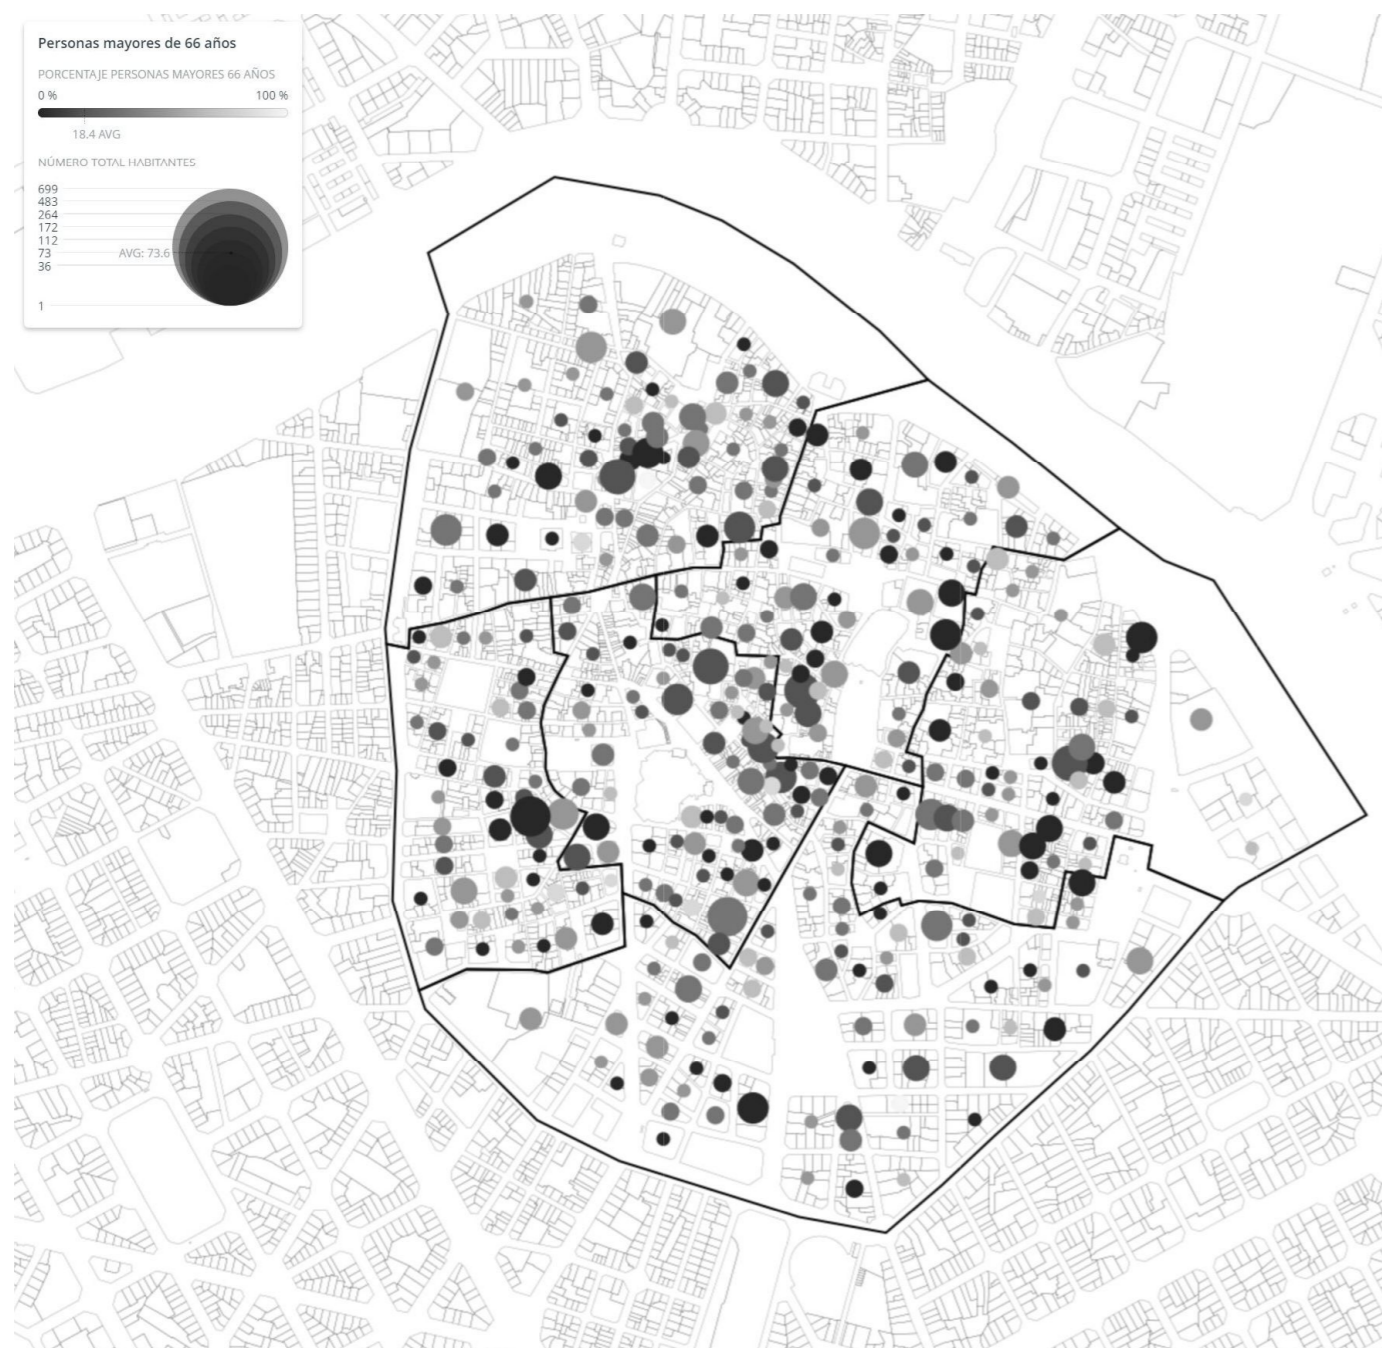 Personas mayores de 66 años
PORCENTAJE PERSONAS MAYORES 66 AÑOS
0 % 100 %
18.4 AVG
NÚMERO TOTAL HABITANTES
699
483
264
172
112
73
AVG: 73.6
36
1